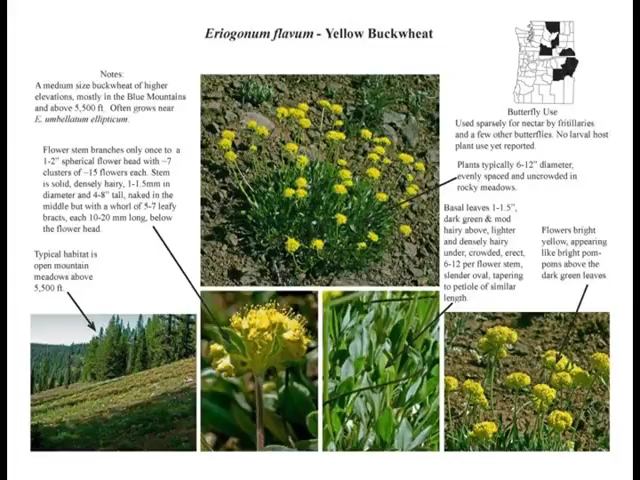 Eriogonum flavum - Yellow Buckwheat
Notes:
A medium size buckwheat of higher
elevations, mostly in the Blue Mountains
and above 5,500 ft.  Often grows near
E. umbellatum ellipticum.
Flower stem branches only once to  a
1-2" spherical flower head with ~7
clusters of ~15 flowers each. Stem
is solid, densely hairy, 1-1.5mm in
diameter and 4-8" tall, naked in the
middle but with a whorl of 5-7 leafy
bracts, each 10-20 mm long, below
the flower head.
Typical habitat is
open mountain
meadows above
5,500 ft.
Butterfly Use
Used sparsely for nectar by fritillaries
and a few other butterflies. No larval host
plant use yet reported.
Plants typically 6-12" diameter,
evenly spaced and uncrowded in
rocky meadows.
Basal leaves 1-1.5",
dark green & mod
hairy above, lighter
and densely hairy
under, crowded, erect,
6-12 per flower stem,
slender oval, tapering
to petiole of similar
length.
Flowers bright
yellow, appearing
like bright pom-
poms above the
dark green leaves.